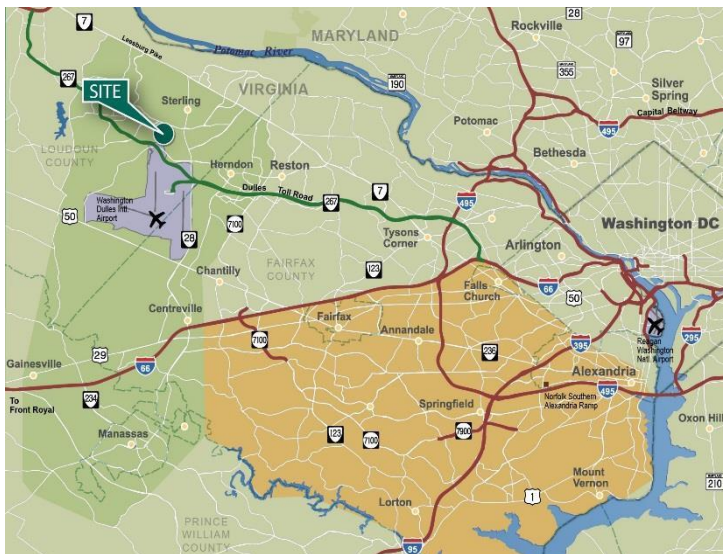 7
Leesburg Pike
Potomac River
MARYLAND
28
Rockville
97
355
267
SITE
Sterling
VIRGINIA
190
Silver
Spring
Potomac
495
Capital Beltway
LOUDOUN
COUNTY
Bethesda
Herndon
Reston
Dulles Toll Road
267
7
495
50
Washington
Dulles Intl.
Airport
28
7100
Tysons
Corner
Arlington
Washington DC
Chantilly
FAIRFAX
COUNTY
123
Falls
Church
66
50
Centreville
Fairfax
Annandale
7100
29
236
395
Reagan
Washington
Natl. Airport
295
Gainesville
66
Alexandria
495
To
Front Royal
234
Springfield
Norfolk Southern
Alexandria Ramp
Manassas
123
7100
7900
Oxon Hill
Mount
Vernon
210
1
Lorton
PRINCE
WILLIAM
COUNTY
95